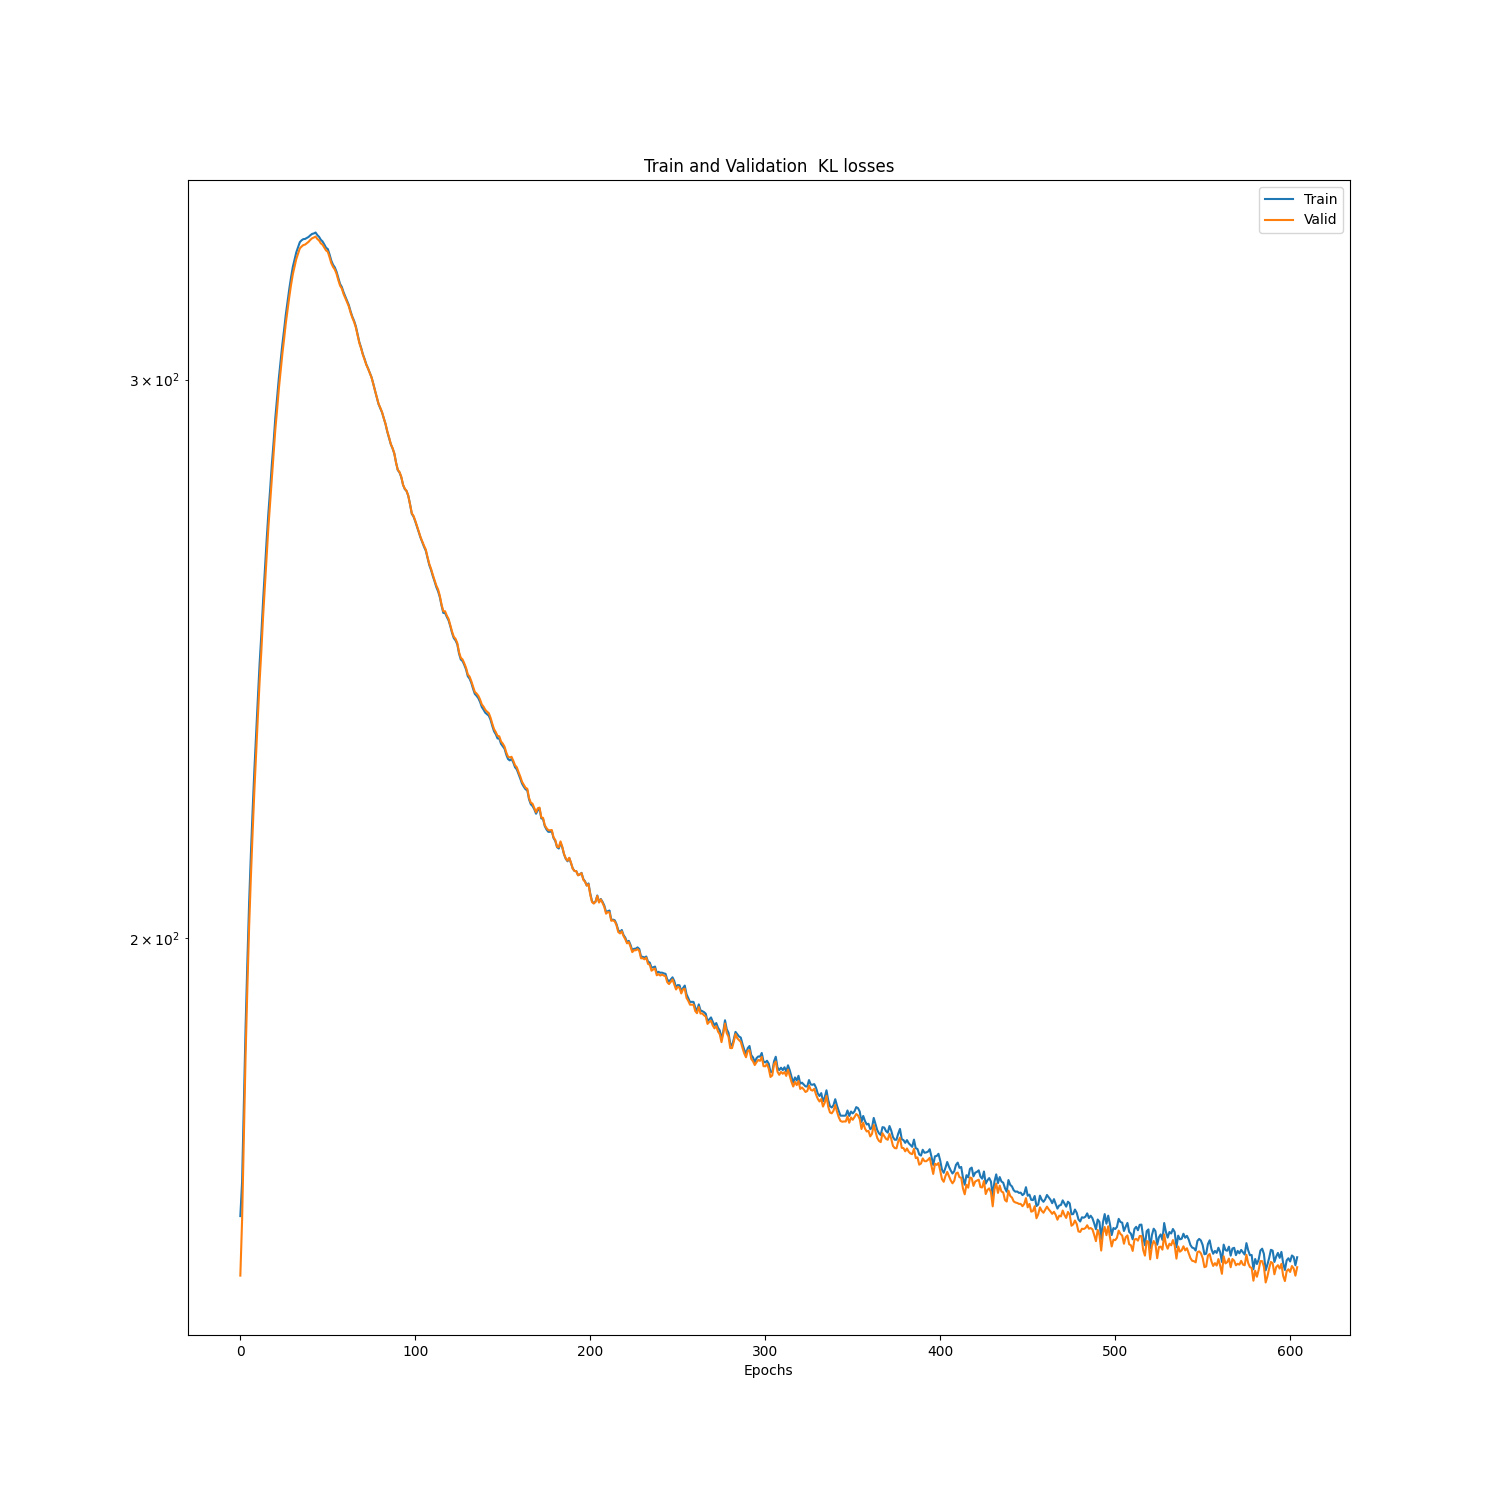 Train and Validation  KL losses
Train
Valid
3 × 10²
2 × 10²
0 100 200 300 400 500 600
Epochs